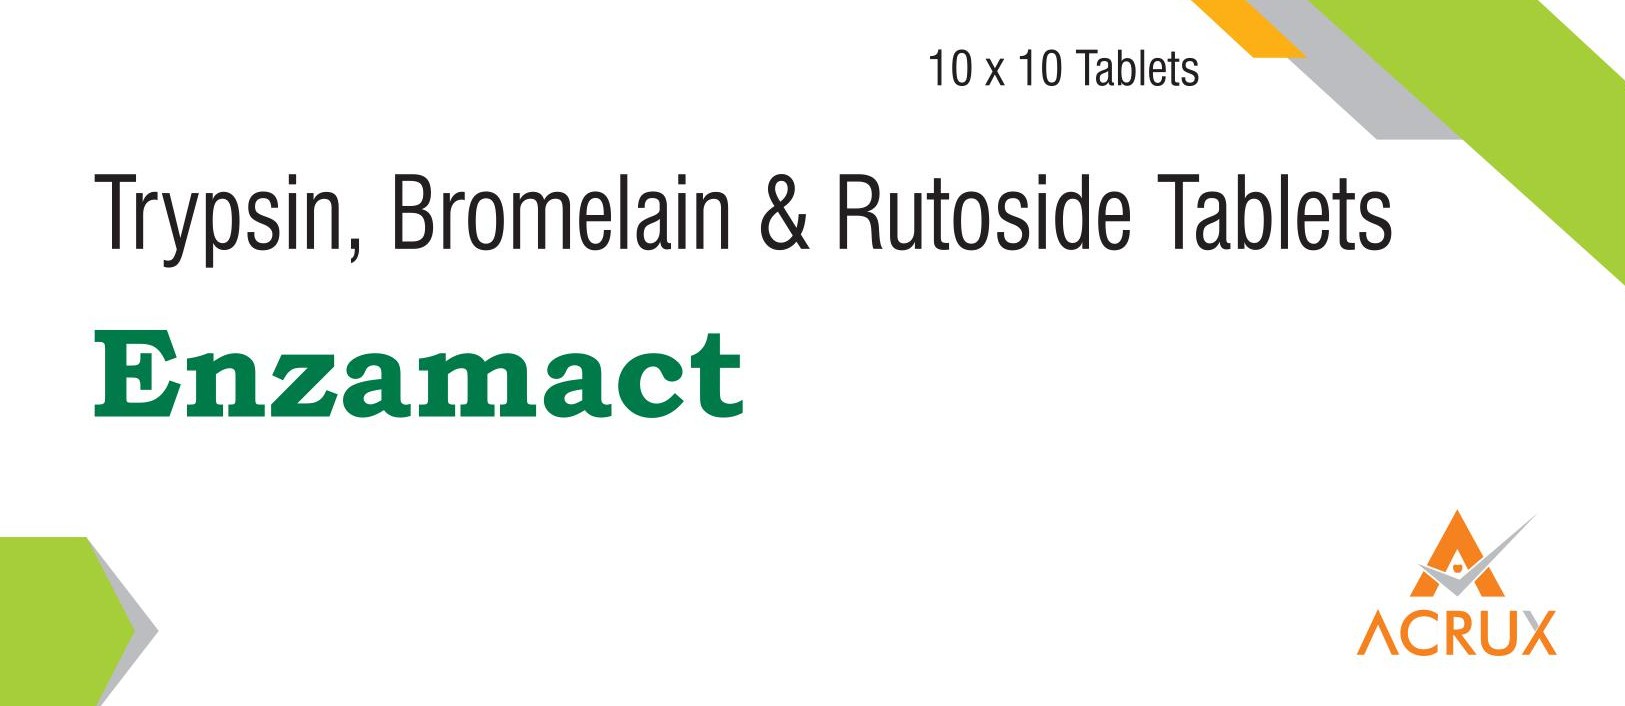 10 x 10 Tablets
Trypsin, Bromelain & Rutoside Tablets
Enzamact
ACRUX